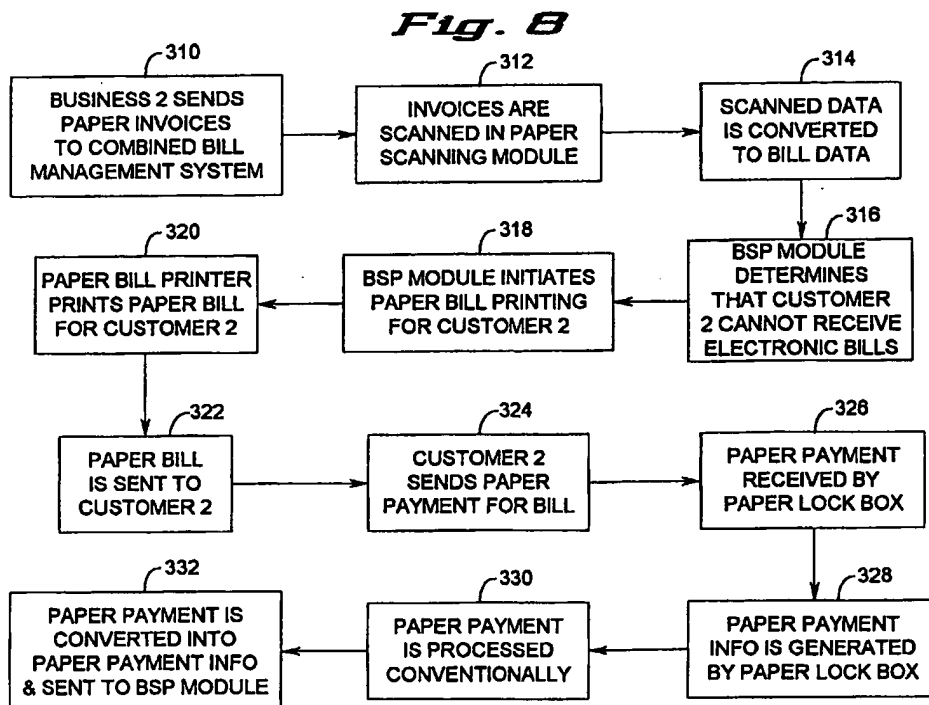 Fig. 8
310
BUSINESS 2 SENDS
PAPER INVOICES
TO COMBINED BILL
MANAGEMENT SYSTEM
312
INVOICES ARE
SCANNED IN PAPER
SCANNING MODULE
314
SCANNED DATA
IS CONVERTED
TO BILL DATA
316
BSP MODULE
DETERMINES
THAT CUSTOMER
2 CANNOT RECEIVE
ELECTRONIC BILLS
318
BSP MODULE INITIATES
PAPER BILL PRINTING
FOR CUSTOMER 2
320
PAPER BILL PRINTER
PRINTS PAPER BILL
FOR CUSTOMER 2
322
PAPER BILL
IS SENT TO
CUSTOMER 2
324
CUSTOMER 2
SENDS PAPER
PAYMENT FOR BILL
326
PAPER PAYMENT
RECEIVED BY
PAPER LOCK BOX
328
PAPER PAYMENT
INFO IS GENERATED
BY PAPER LOCK BOX
330
PAPER PAYMENT
IS PROCESSED
CONVENTIONALLY
332
PAPER PAYMENT IS
CONVERTED INTO
PAPER PAYMENT INFO
& SENT TO BSP MODULE